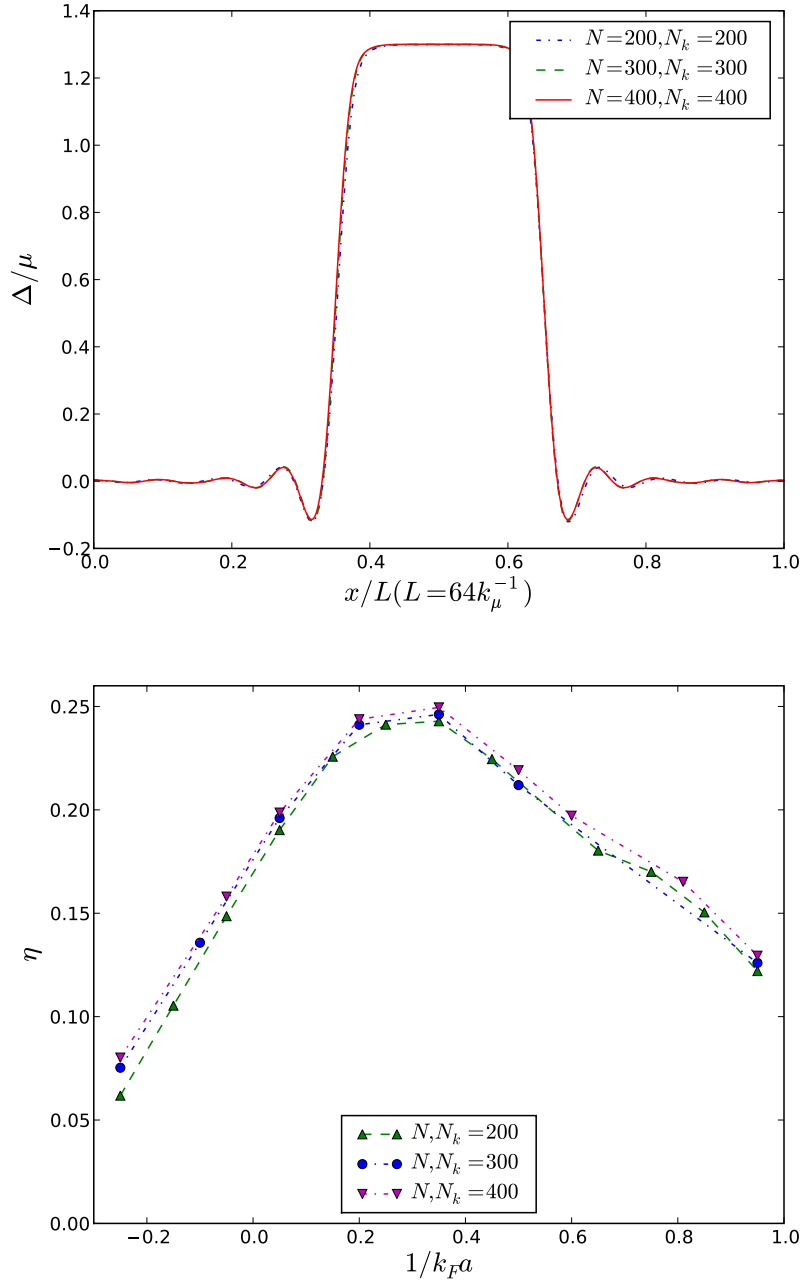 1.4
1.2
1.0
0.8
0.6
0.4
0.2
0.0
−0.2
Δ/μ
N=200,N_k=200
N=300,N_k=300
N=400,N_k=400
0.0 0.2 0.4 0.6 0.8 1.0
x/L(L=64k_μ^{-1})
0.25
0.20
0.15
0.10
0.05
0.00
η
N,N_k=200
N,N_k=300
N,N_k=400
−0.2 0.0 0.2 0.4 0.6 0.8 1.0
1/k_F a